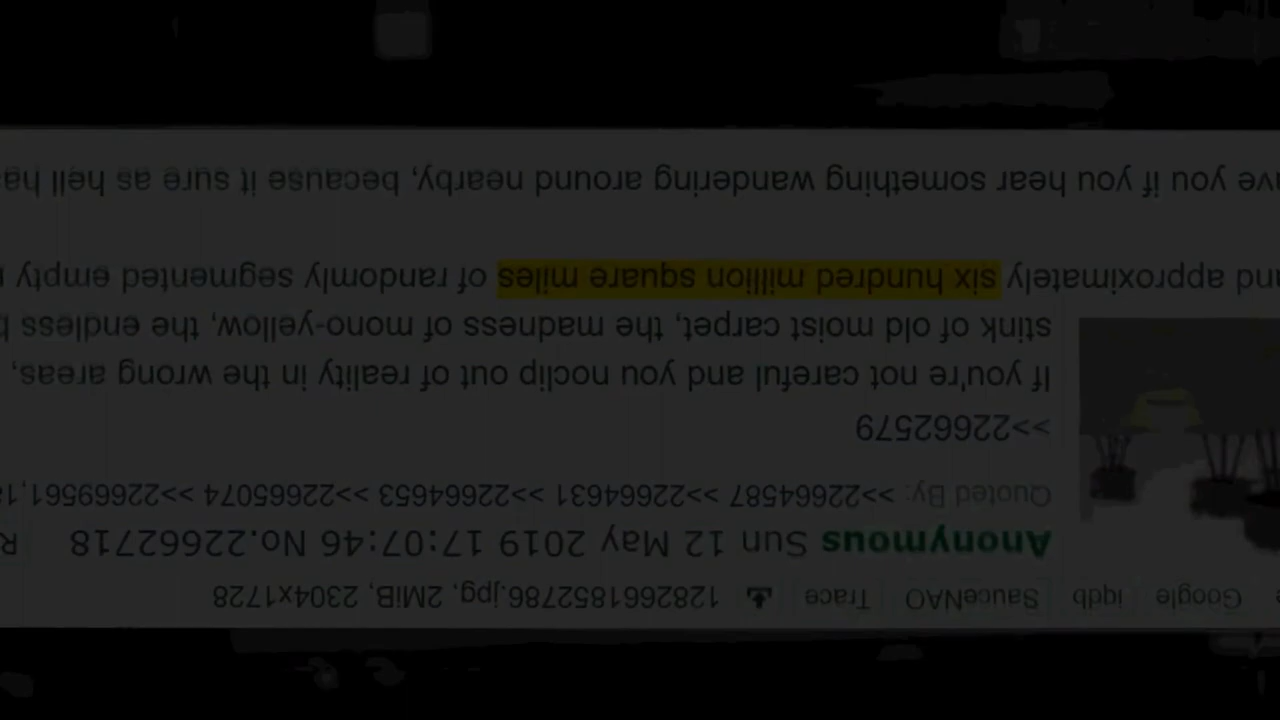 Google iqdb SauceNAO Trace 1282661852786.jpg, 2MiB, 2304x1728
Anonymous Sun 12 May 2019 17:07:46 No.22662718 R
Quoted By: >>22664587 >>22664631 >>22664653 >>22665074 >>22669561,1
>>22662579
If you're not careful and you noclip out of reality in the wrong areas,
stink of old moist carpet, the madness of mono-yellow, the endless b
nd approximately six hundred million square miles of randomly segmented empty
ve you if you hear something wandering around nearby, because it sure as hell ha